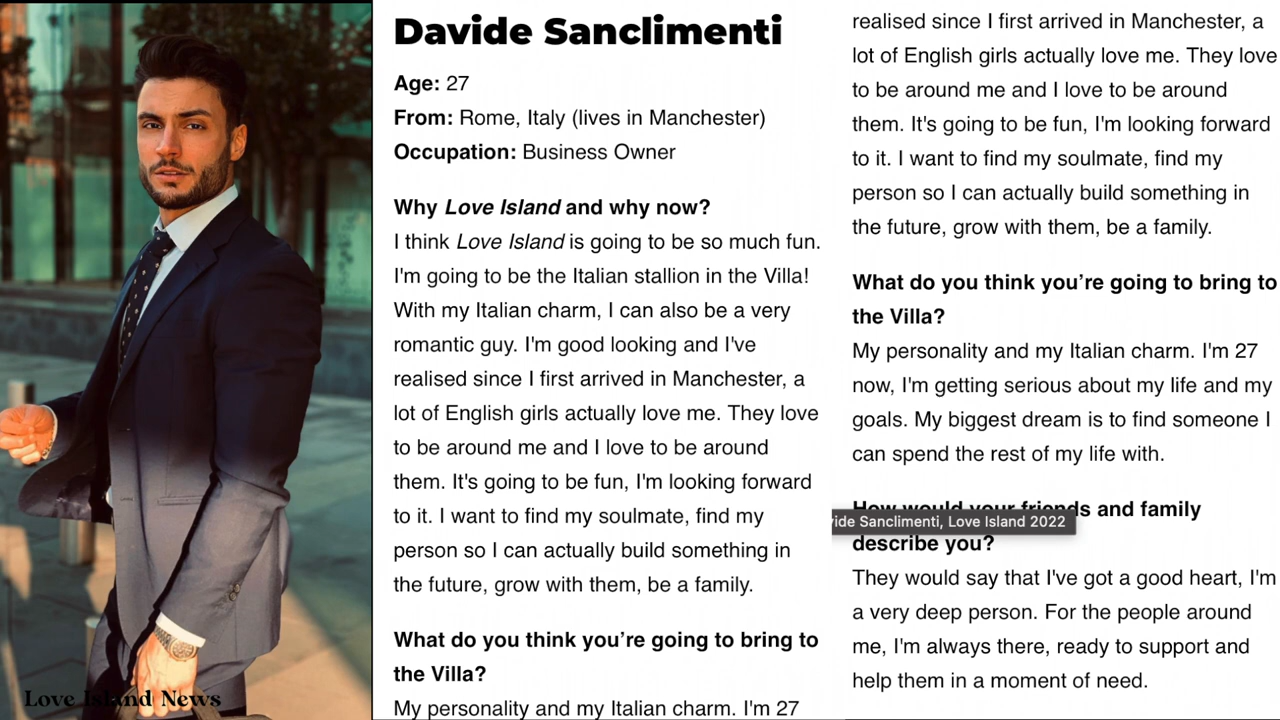 Davide Sanclimenti
Age: 27
From: Rome, Italy (lives in Manchester)
Occupation: Business Owner
Why Love Island and why now?
I think Love Island is going to be so much fun.
I'm going to be the Italian stallion in the Villa!
With my Italian charm, I can also be a very
romantic guy. I'm good looking and I've
realised since I first arrived in Manchester, a
lot of English girls actually love me. They love
to be around me and I love to be around
them. It's going to be fun, I'm looking forward
to it. I want to find my soulmate, find my
person so I can actually build something in
the future, grow with them, be a family.
What do you think you’re going to bring to
the Villa?
My personality and my Italian charm. I'm 27
realised since I first arrived in Manchester, a
lot of English girls actually love me. They love
to be around me and I love to be around
them. It's going to be fun, I'm looking forward
to it. I want to find my soulmate, find my
person so I can actually build something in
the future, grow with them, be a family.
What do you think you’re going to bring to
the Villa?
My personality and my Italian charm. I'm 27
now, I'm getting serious about my life and my
goals. My biggest dream is to find someone I
can spend the rest of my life with.
How would your friends and family
vide Sanclimenti, Love Island 2022
describe you?
They would say that I've got a good heart, I'm
a very deep person. For the people around
me, I'm always there, ready to support and
help them in a moment of need.
Love Island News